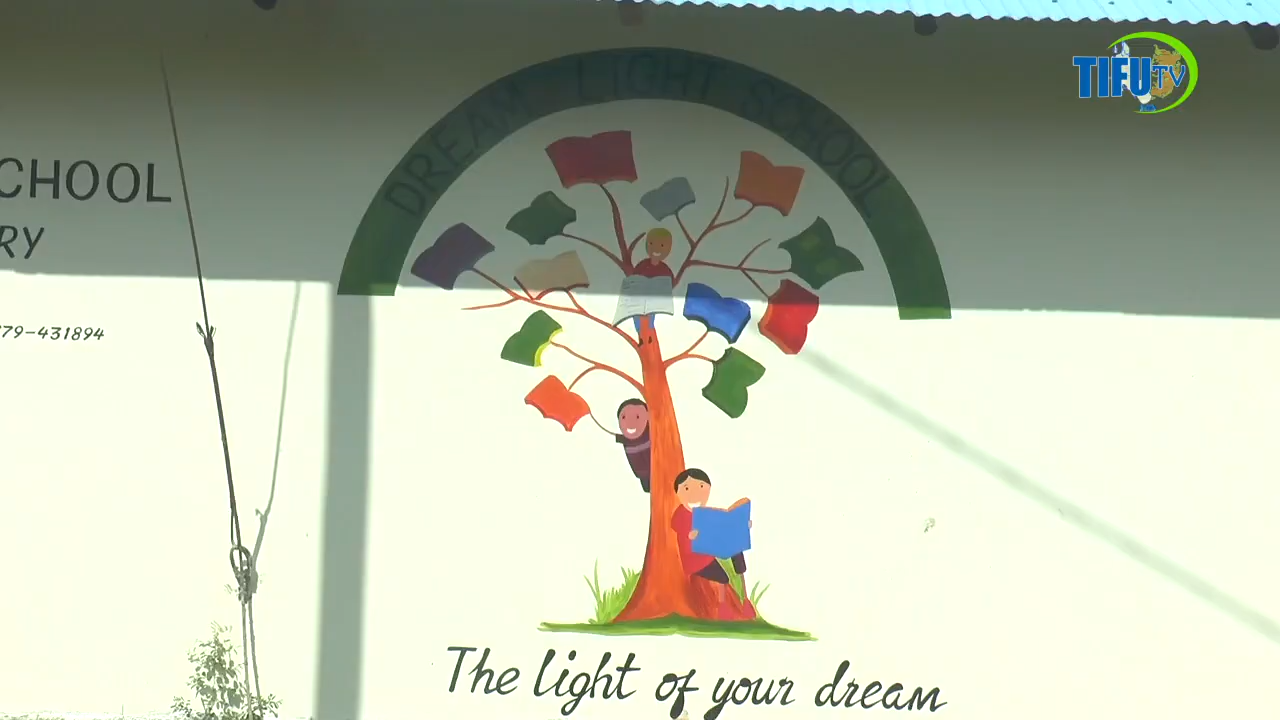 TIFU TV
DREAM LIGHT SCHOOL
CHOOL
RY
79-431894
The light of your dream